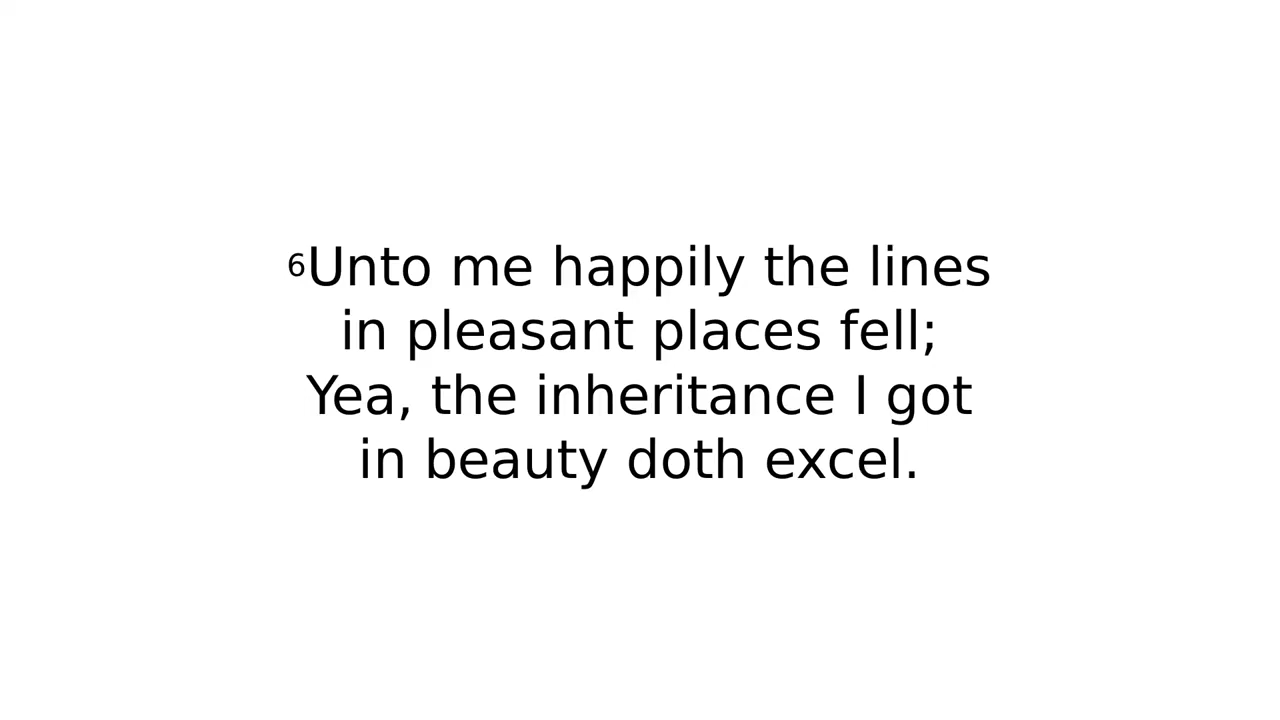 6Unto me happily the lines
in pleasant places fell;
Yea, the inheritance I got
in beauty doth excel.